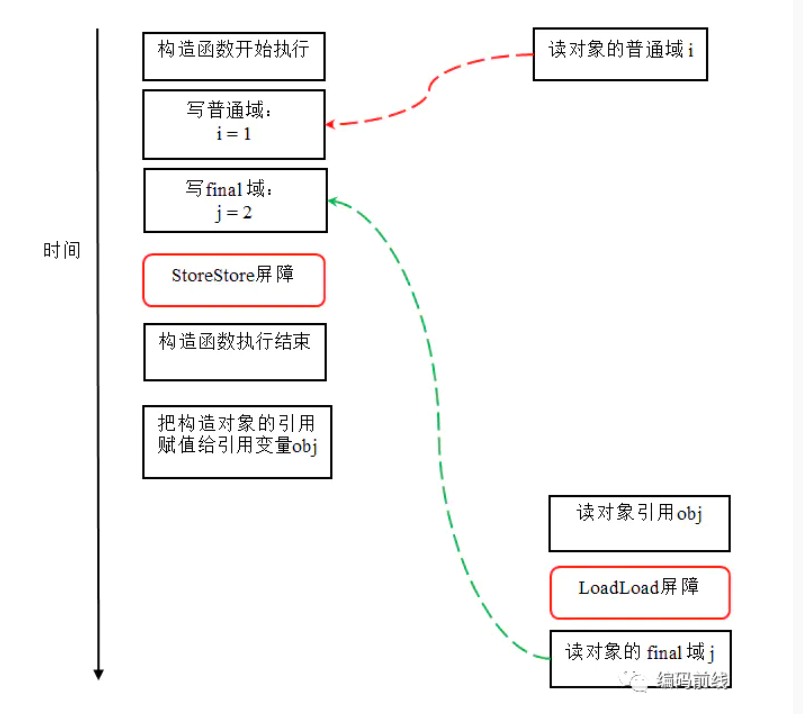 构造函数开始执行
读对象的普通域 i
写普通域：
i = 1
写final 域：
j = 2
时间
StoreStore屏障
构造函数执行结束
把构造对象的引用
赋值给引用变量obj
读对象引用obj
LoadLoad屏障
读对象的 final 域 j
编码前线